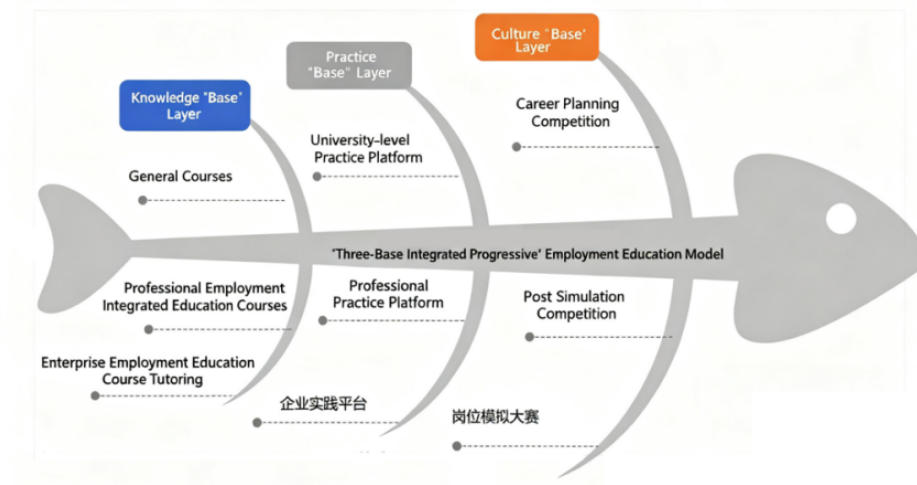 Culture "Base"
Layer
Practice
"Base" Layer
Knowledge "Base"
Layer
Career Planning
Competition
University-level
Practice Platform
General Courses
'Three-Base Integrated Progressive' Employment Education Model
Professional Employment
Integrated Education Courses
Professional
Practice Platform
Post Simulation
Competition
Enterprise Employment Education
Course Tutoring
企业实践平台
岗位模拟大赛